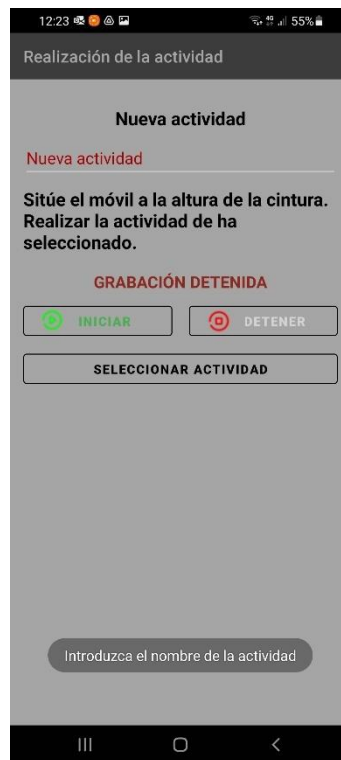 12:23 4G 55%
Realización de la actividad
Nueva actividad
Nueva actividad
Sitúe el móvil a la altura de la cintura.
Realizar la actividad de ha
seleccionado.
GRABACIÓN DETENIDA
INICIAR DETENER
SELECCIONAR ACTIVIDAD
Introduzca el nombre de la actividad